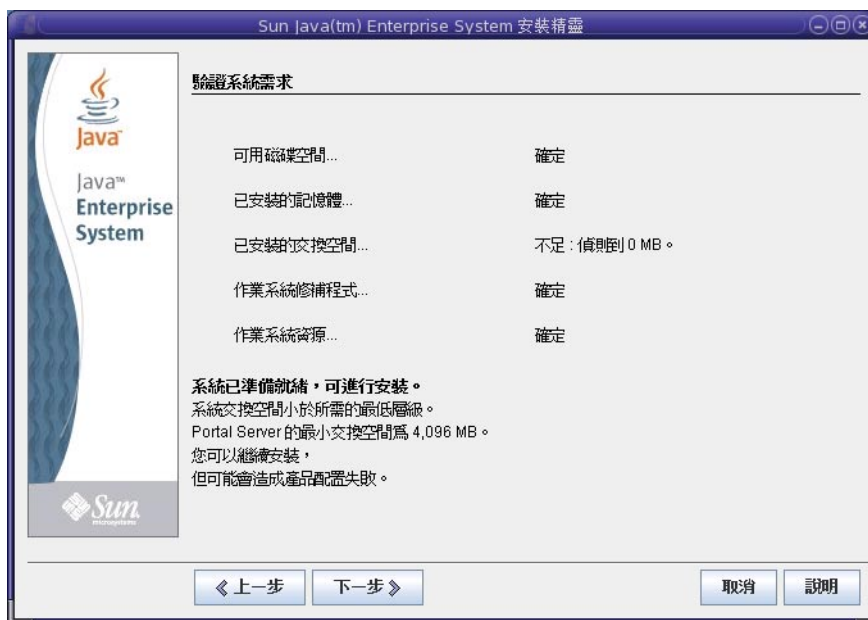 Sun Java(tm) Enterprise System 安裝精靈
Java™
Java™
Enterprise
System
Sun
microsystems
驗證系統需求
可用磁碟空間... 確定
已安裝的記憶體... 確定
已安裝的交換空間... 不足：偵測到 0 MB。
作業系統修補程式... 確定
作業系統資源... 確定
系統已準備就緒，可進行安裝。
系統交換空間小於所需的最低層級。
Portal Server 的最小交換空間為 4,096 MB。
您可以繼續安裝，
但可能會造成產品配置失敗。
《上一步 下一步》 取消 說明